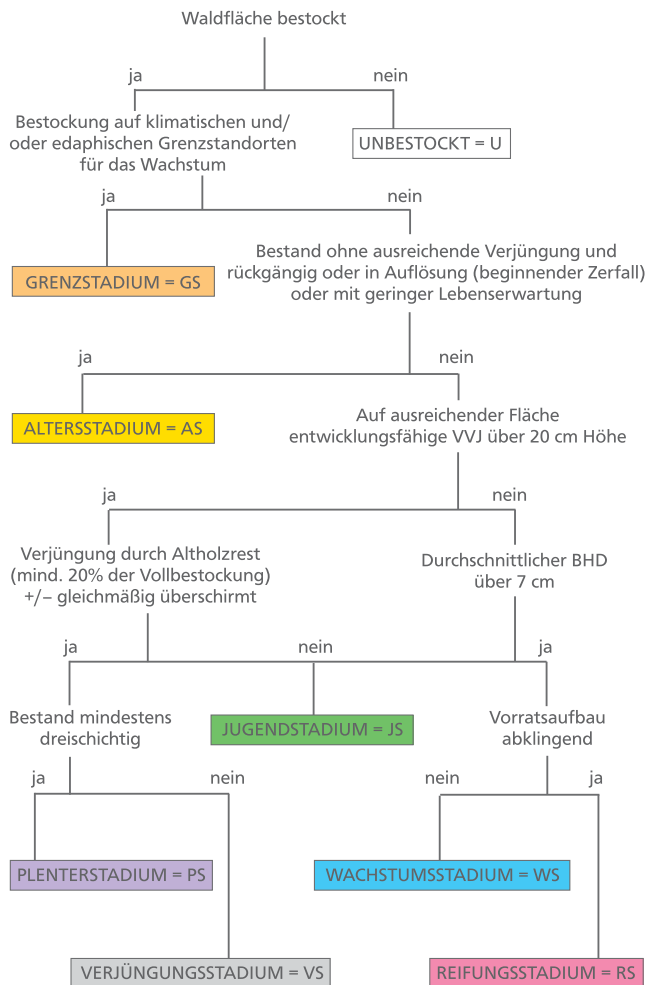 Waldfläche bestockt
ja
nein
Bestockung auf klimatischen und/
oder edaphischen Grenzstandorten
für das Wachstum
UNBESTOCKT = U
ja
nein
GRENZSTADIUM = GS
Bestand ohne ausreichende Verjüngung und
rückgängig oder in Auflösung (beginnender Zerfall)
oder mit geringer Lebenserwartung
ja
nein
ALTERSSTADIUM = AS
Auf ausreichender Fläche
entwicklungsfähige VVJ über 20 cm Höhe
ja
nein
Verjüngung durch Altholzrest
(mind. 20% der Vollbestockung)
+/− gleichmäßig überschirmt
Durchschnittlicher BHD
über 7 cm
ja
nein
ja
Bestand mindestens
dreischichtig
JUGENDSTADIUM = JS
Vorratsaufbau
abklingend
ja
nein
nein
ja
PLENTERSTADIUM = PS
WACHSTUMSSTADIUM = WS
VERJÜNGUNGSSTADIUM = VS
REIFUNGSSTADIUM = RS